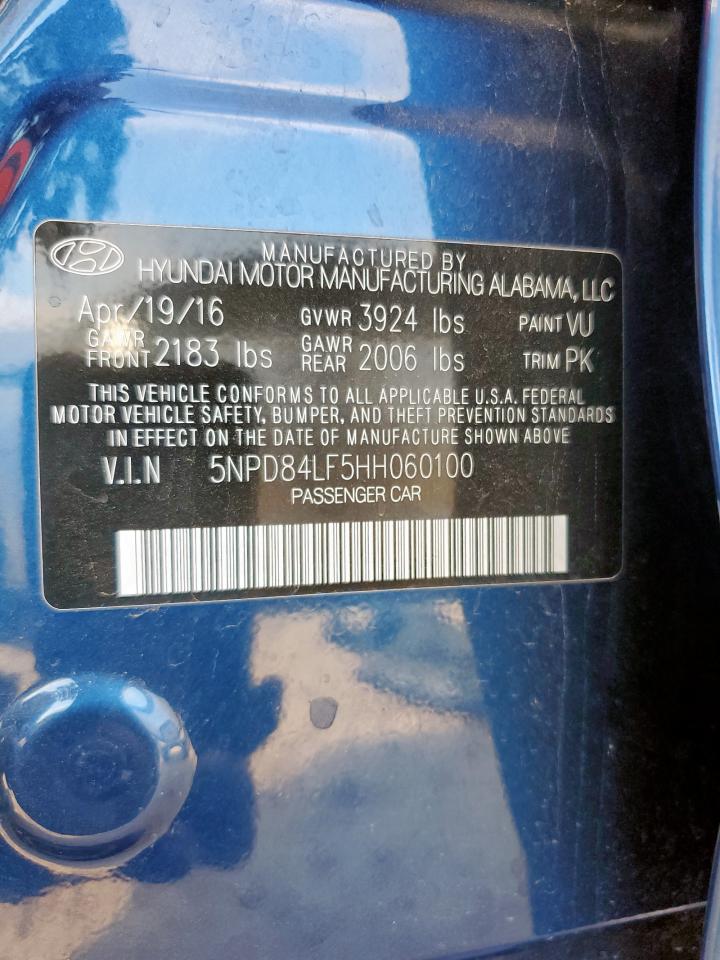 MANUFACTURED BY
HYUNDAI MOTOR MANUFACTURING ALABAMA, LLC
Apr/19/16 GVWR 3924 lbs PAINT VU
GAWR FRONT 2183 lbs GAWR REAR 2006 lbs TRIM PK
THIS VEHICLE CONFORMS TO ALL APPLICABLE U.S.A. FEDERAL
MOTOR VEHICLE SAFETY, BUMPER, AND THEFT PREVENTION STANDARDS
IN EFFECT ON THE DATE OF MANUFACTURE SHOWN ABOVE
V.I.N 5NPD84LF5HH060100
PASSENGER CAR